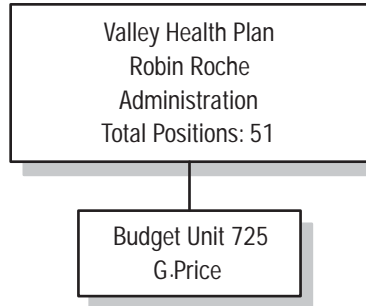 Valley Health Plan
Robin Roche
Administration
Total Positions: 51
Budget Unit 725
G.Price